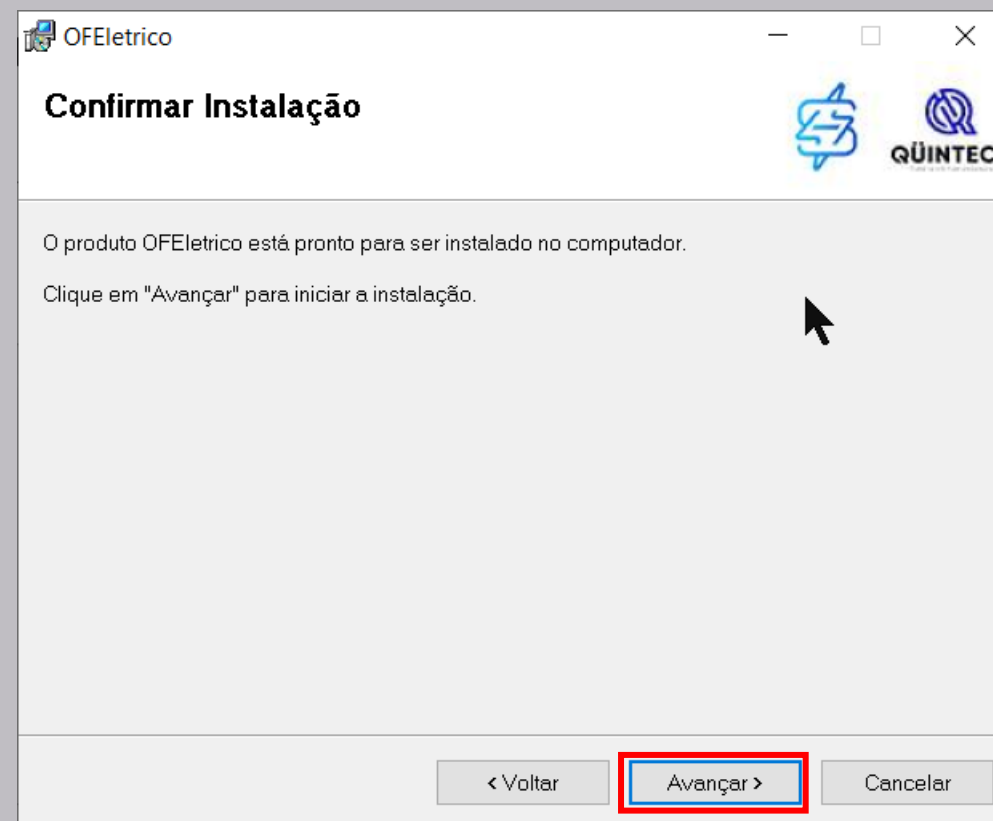 OFEletrico
Confirmar Instalação
QÜINTEC
O produto OFEletrico está pronto para ser instalado no computador.
Clique em "Avançar" para iniciar a instalação.
< Voltar
Avançar >
Cancelar